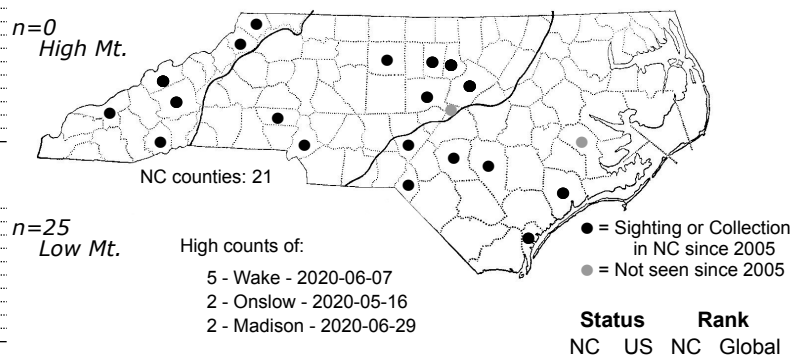 n=0
High Mt.
NC counties: 21
n=25
Low Mt.
High counts of:
5 - Wake - 2020-06-07
2 - Onslow - 2020-05-16
2 - Madison - 2020-06-29
● = Sighting or Collection
in NC since 2005
● = Not seen since 2005
Status Rank
NC US NC Global